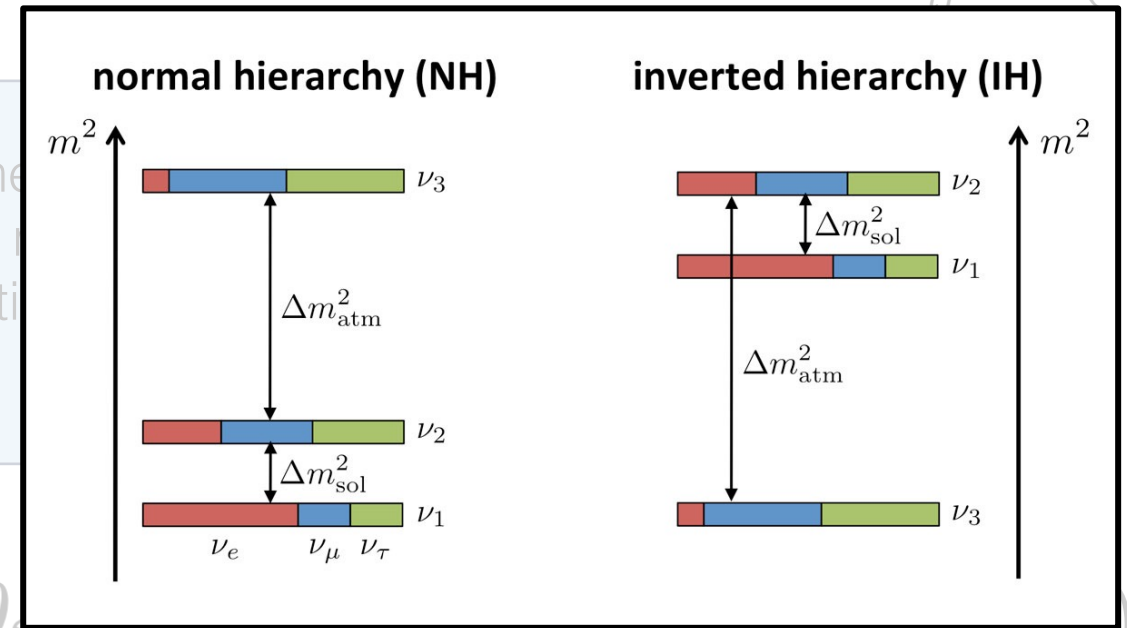 normal hierarchy (NH)
m²
ν₃
Δm²atm
ν₂
Δm²sol
ν₁
νe νμ ντ
inverted hierarchy (IH)
m²
ν₂
Δm²sol
ν₁
Δm²atm
ν₃